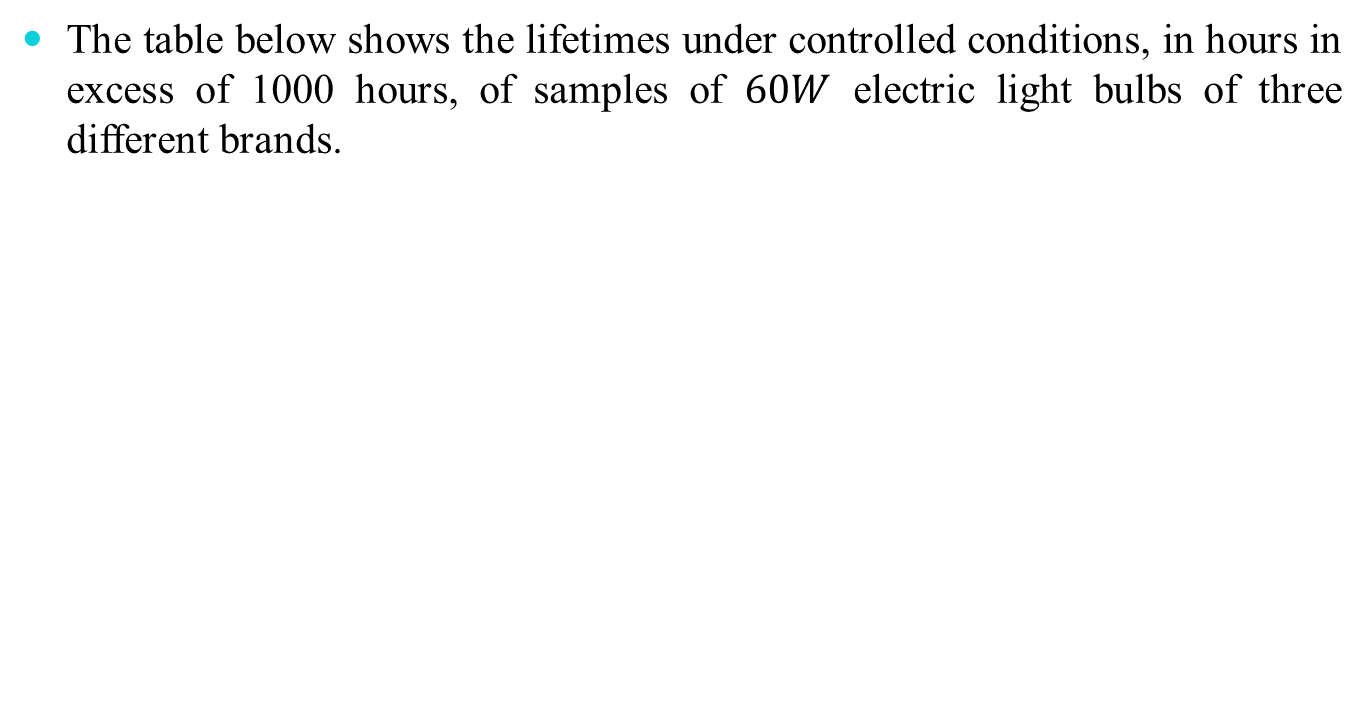 • The table below shows the lifetimes under controlled conditions, in hours in
excess of 1000 hours, of samples of 60W electric light bulbs of three
different brands.